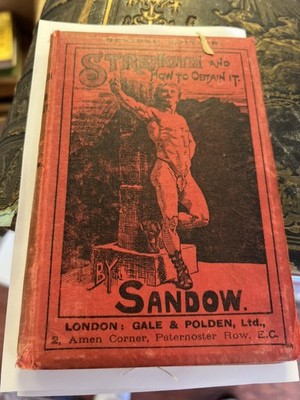 STRENGTH AND
HOW TO OBTAIN IT.
BY
SANDOW.
LONDON: GALE & POLDEN, Ltd.,
2, Amen Corner, Paternoster Row, E.C.